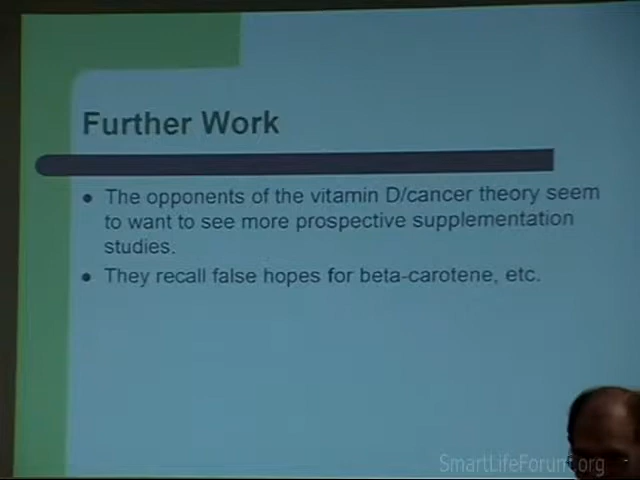 Further Work
• The opponents of the vitamin D/cancer theory seem
to want to see more prospective supplementation
studies.
• They recall false hopes for beta-carotene, etc.
SmartLifeForum.org